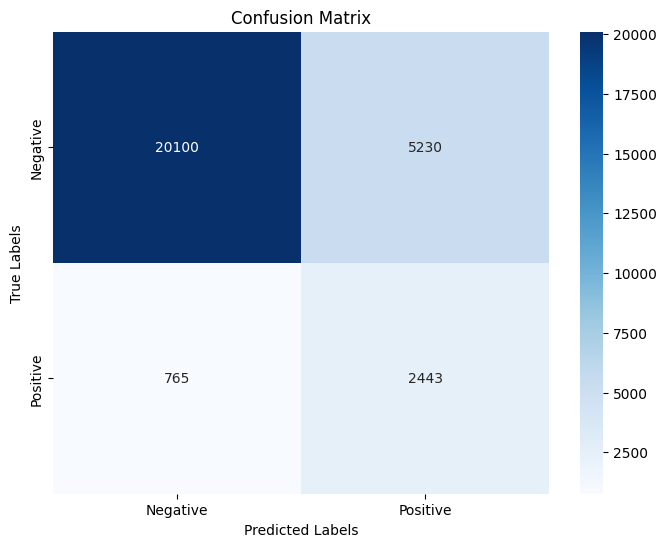 Confusion Matrix
True Labels
Negative
Positive
20100
5230
765
2443
Negative
Positive
Predicted Labels
20000
17500
15000
12500
10000
7500
5000
2500